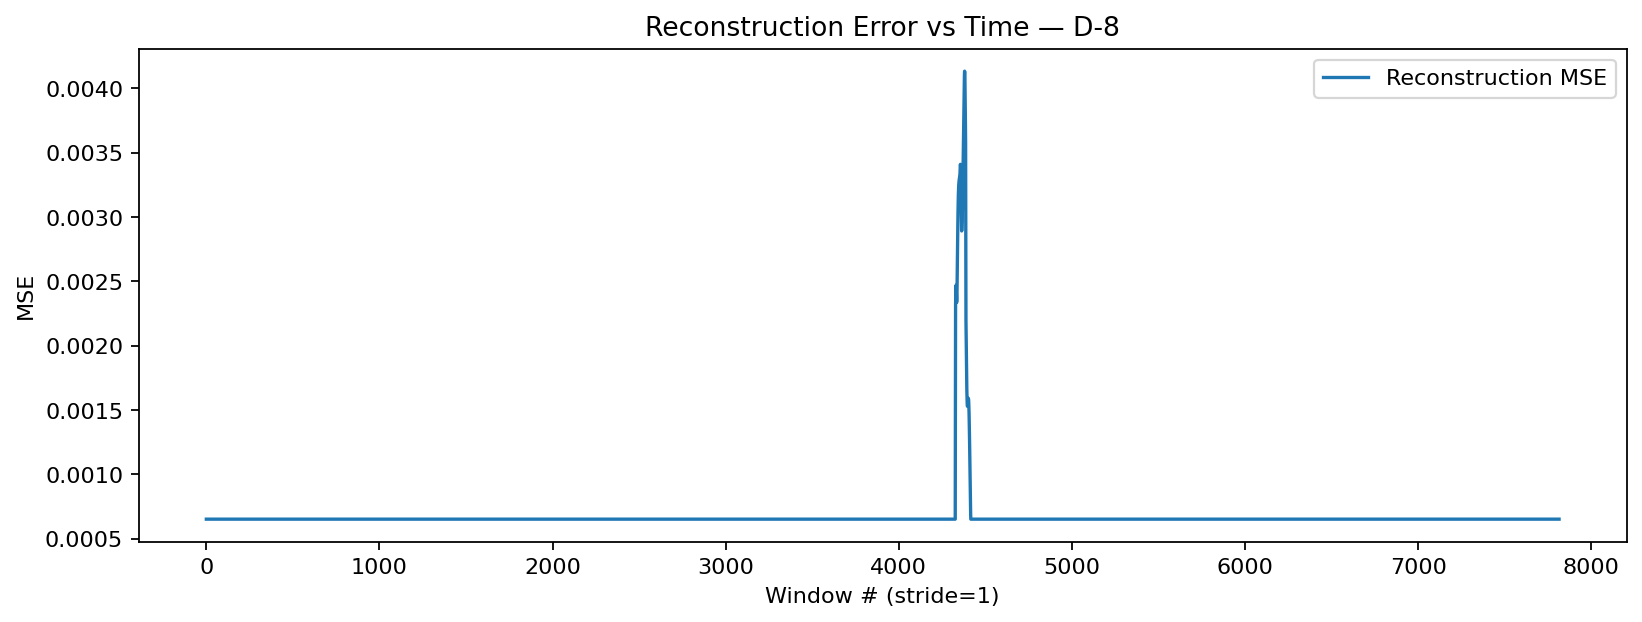 Reconstruction Error vs Time — D-8
Reconstruction MSE
MSE
0.0040
0.0035
0.0030
0.0025
0.0020
0.0015
0.0010
0.0005
0 1000 2000 3000 4000 5000 6000 7000 8000
Window # (stride=1)